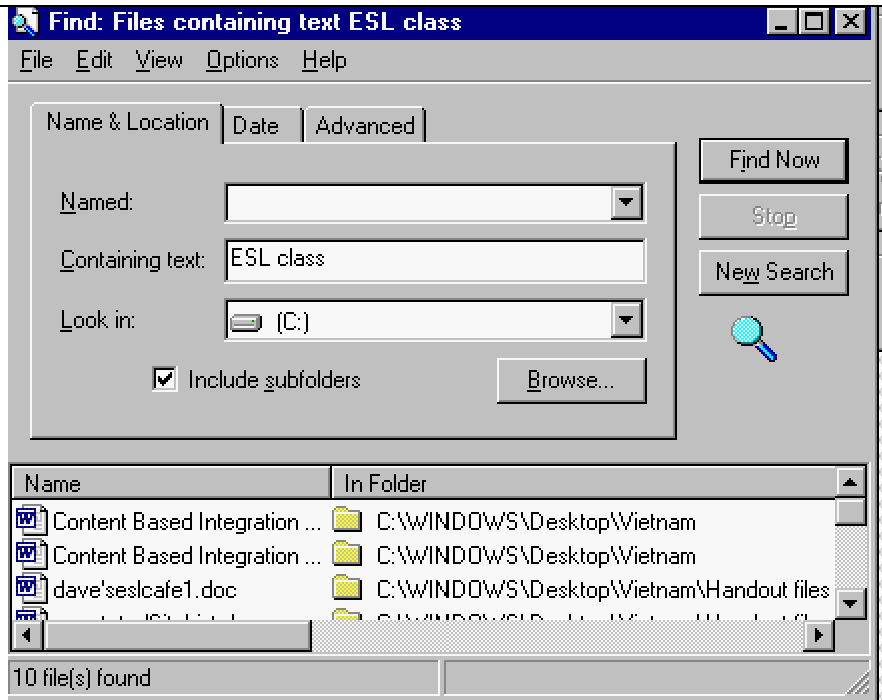 Find: Files containing text ESL class
File Edit View Options Help
Name & Location Date Advanced
Find Now
Named:
Stop
Containing text: ESL class
New Search
Look in: (C:)
Include subfolders Browse...
Name In Folder
Content Based Integration ... C:\WINDOWS\Desktop\Vietnam
Content Based Integration ... C:\WINDOWS\Desktop\Vietnam
dave'seslcafe1.doc C:\WINDOWS\Desktop\Vietnam\Handout files
10 file(s) found